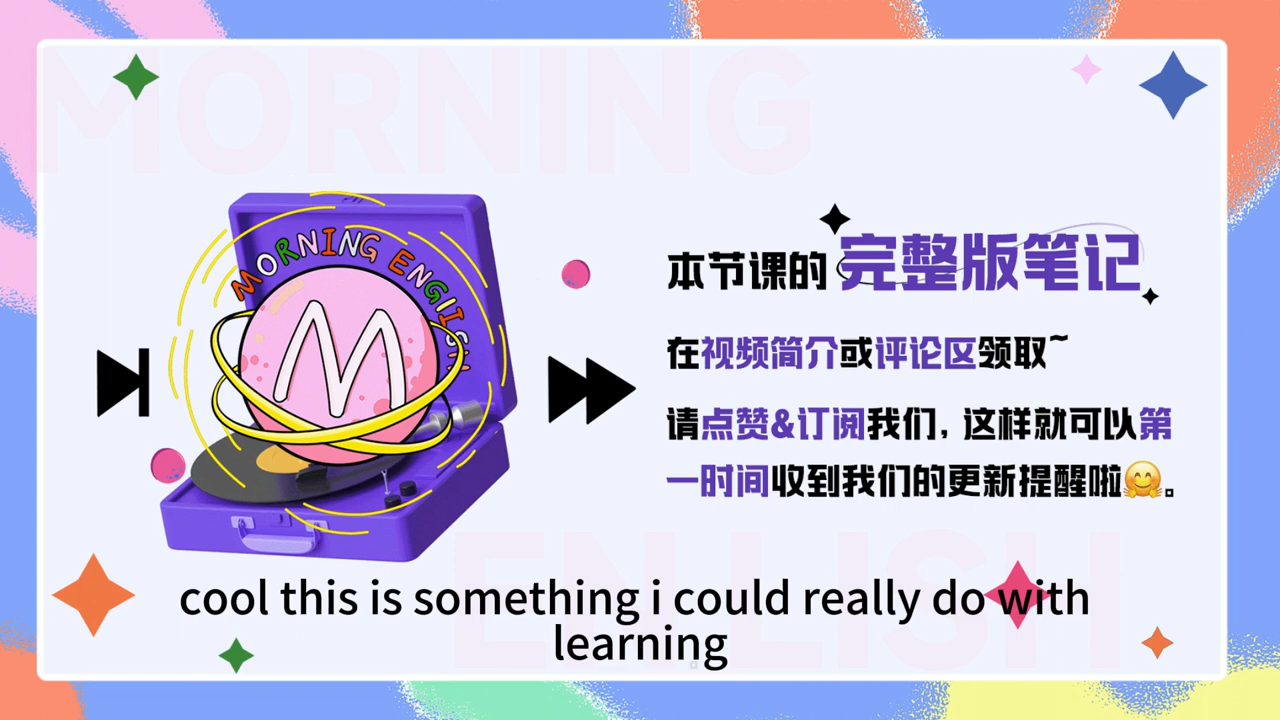 MORNING
MORNING ENGLISH
M
本节课的 完整版笔记
在视频简介或评论区领取~
请点赞&订阅我们,这样就可以第
一时间收到我们的更新提醒啦🤗。
ENGLISH
cool this is something i could really do with
learning